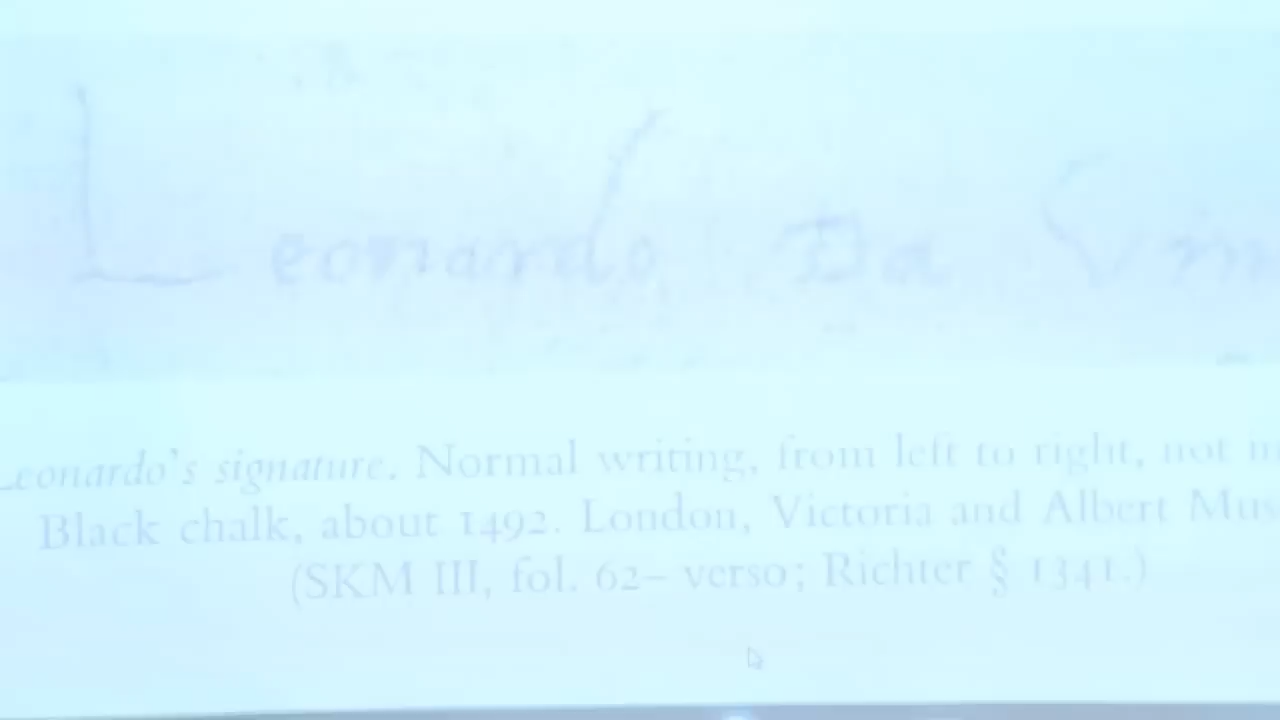 Leonardo Da Vin
Leonardo's signature. Normal writing, from left to right, not in
Black chalk, about 1492. London, Victoria and Albert Mus
(SKM III, fol. 62– verso; Richter § 1341.)